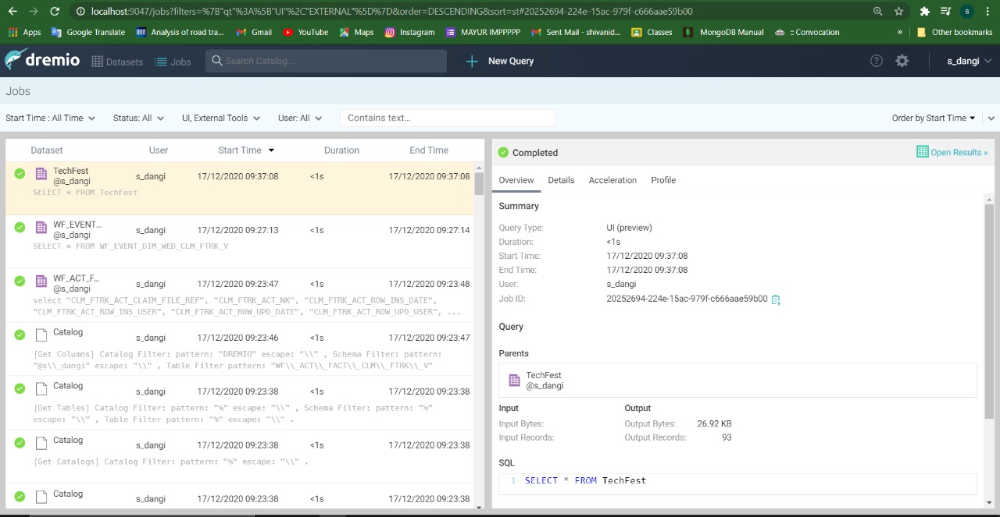 localhost:9047/jobs?filters=%7B"qt"%3A%5B"UI"%2C"EXTERNAL"%5D%7D&order=DESCENDING&sort=st#20252694-224e-15ac-979f-c666aae59b00
Apps Google Translate Analysis of road tra... Gmail YouTube Maps Instagram MAYUR IMPPPPP Sent Mail - shivanid... Classes MongoDB Manual :: Convocation » Other bookmarks
dremio Datasets Jobs Search Catalog... + New Query ? s_dangi
Jobs
Start Time : All Time Status: All UI, External Tools User: All Contains text... Order by Start Time
Dataset User Start Time Duration End Time
TechFest
@s_dangi s_dangi 17/12/2020 09:37:08 <1s 17/12/2020 09:37:08
SELECT * FROM TechFest
WF_EVENT...
@s_dangi s_dangi 17/12/2020 09:27:13 <1s 17/12/2020 09:27:14
SELECT * FROM WF_EVENT_DIM_WED_CLM_FTRK_V
WF_ACT_F...
@s_dangi s_dangi 17/12/2020 09:23:47 <1s 17/12/2020 09:23:48
select "CLM_FTRK_ACT_CLAIM_FILE_REF", "CLM_FTRK_ACT_NK", "CLM_FTRK_ACT_ROW_INS_DATE",
"CLM_FTRK_ACT_ROW_INS_USER", "CLM_FTRK_ACT_ROW_UPD_DATE", "CLM_FTRK_ACT_ROW_UPD_USER", ...
Catalog s_dangi 17/12/2020 09:23:46 <1s 17/12/2020 09:23:47
[Get Columns] Catalog Filter: pattern: "DREMIO" escape: "\\" , Schema Filter: pattern:
"@s\\_dangi" escape: "\\" , Table Filter pattern: "WF\\_ACT\\_FACT\\_CLM\\_FTRK\\_V"
Catalog s_dangi 17/12/2020 09:23:38 <1s 17/12/2020 09:23:38
[Get Tables] Catalog Filter: pattern: "%" escape: "\\" , Schema Filter: pattern: "%"
escape: "\\" , Table Filter pattern: "%" escape: "\\" .
Catalog s_dangi 17/12/2020 09:23:38 <1s 17/12/2020 09:23:38
[Get Catalogs] Catalog Filter: pattern: "%" escape: "\\" .
Catalog s_dangi 17/12/2020 09:23:38 <1s 17/12/2020 09:23:38
Completed Open Results »
Overview Details Acceleration Profile
Summary
Query Type: UI (preview)
Duration: <1s
Start Time: 17/12/2020 09:37:08
End Time: 17/12/2020 09:37:08
User: s_dangi
Job ID: 20252694-224e-15ac-979f-c666aae59b00
Query
Parents
TechFest
@s_dangi
Input Output
Input Bytes: Output Bytes: 26.92 KB
Input Records: Output Records: 93
SQL
1 SELECT * FROM TechFest